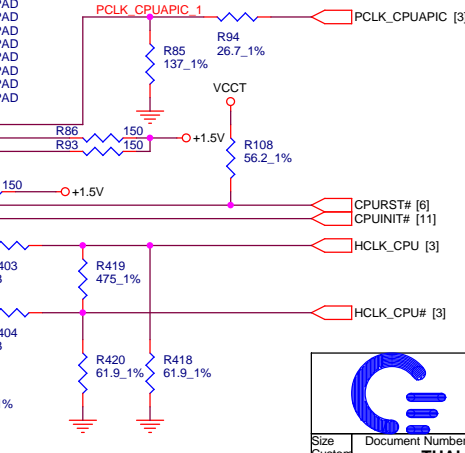 PAD
PAD
PAD
PAD
PAD
PAD
PAD
PAD
PCLK_CPUAPIC_1
PCLK_CPUAPIC [3]
R94
26.7_1%
R85
137_1%
VCCT
R86 150
+1.5V
R93 150
R108
56.2_1%
150
+1.5V
CPURST# [6]
CPUINIT# [11]
HCLK_CPU [3]
403
R419
475_1%
HCLK_CPU# [3]
404
R420
61.9_1%
R418
61.9_1%
1%
Size
Document Number
Custom